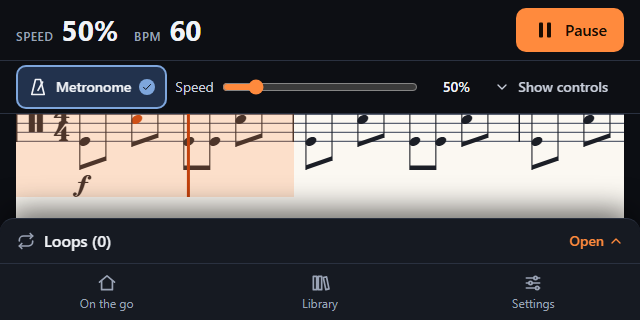 SPEED 50% BPM 60
Pause
Metronome
Speed
50%
Show controls
4
4
f
Loops (0)
Open
On the go
Library
Settings